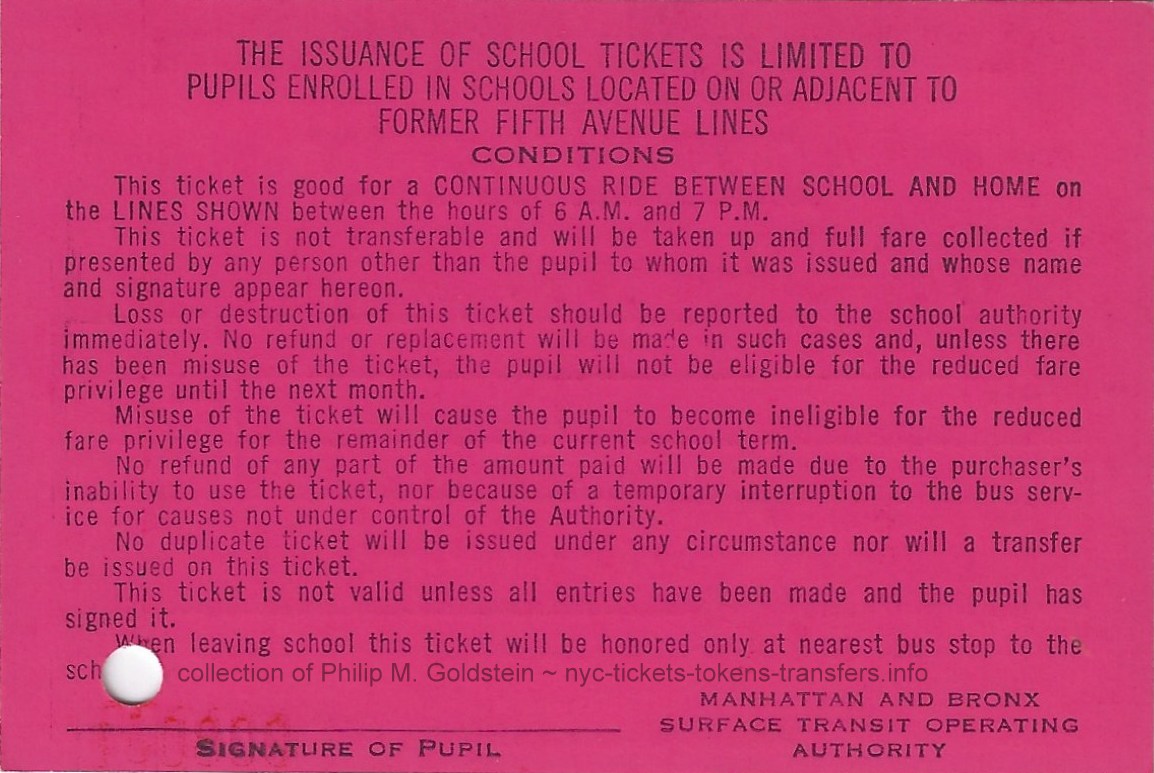 THE ISSUANCE OF SCHOOL TICKETS IS LIMITED TO
PUPILS ENROLLED IN SCHOOLS LOCATED ON OR ADJACENT TO
FORMER FIFTH AVENUE LINES
CONDITIONS
This ticket is good for a CONTINUOUS RIDE BETWEEN SCHOOL AND HOME on
the LINES SHOWN between the hours of 6 A.M. and 7 P.M.
This ticket is not transferable and will be taken up and full fare collected if
presented by any person other than the pupil to whom it was issued and whose name
and signature appear hereon.
Loss or destruction of this ticket should be reported to the school authority
immediately. No refund or replacement will be made in such cases and, unless there
has been misuse of the ticket, the pupil will not be eligible for the reduced fare
privilege until the next month.
Misuse of the ticket will cause the pupil to become ineligible for the reduced
fare privilege for the remainder of the current school term.
No refund of any part of the amount paid will be made due to the purchaser's
inability to use the ticket, nor because of a temporary interruption to the bus serv-
ice for causes not under control of the Authority.
No duplicate ticket will be issued under any circumstance nor will a transfer
be issued on this ticket.
This ticket is not valid unless all entries have been made and the pupil has
signed it.
When leaving school this ticket will be honored only at nearest bus stop to the
sch
collection of Philip M. Goldstein ~ nyc-tickets-tokens-transfers.info
SIGNATURE OF PUPIL
MANHATTAN AND BRONX
SURFACE TRANSIT OPERATING
AUTHORITY